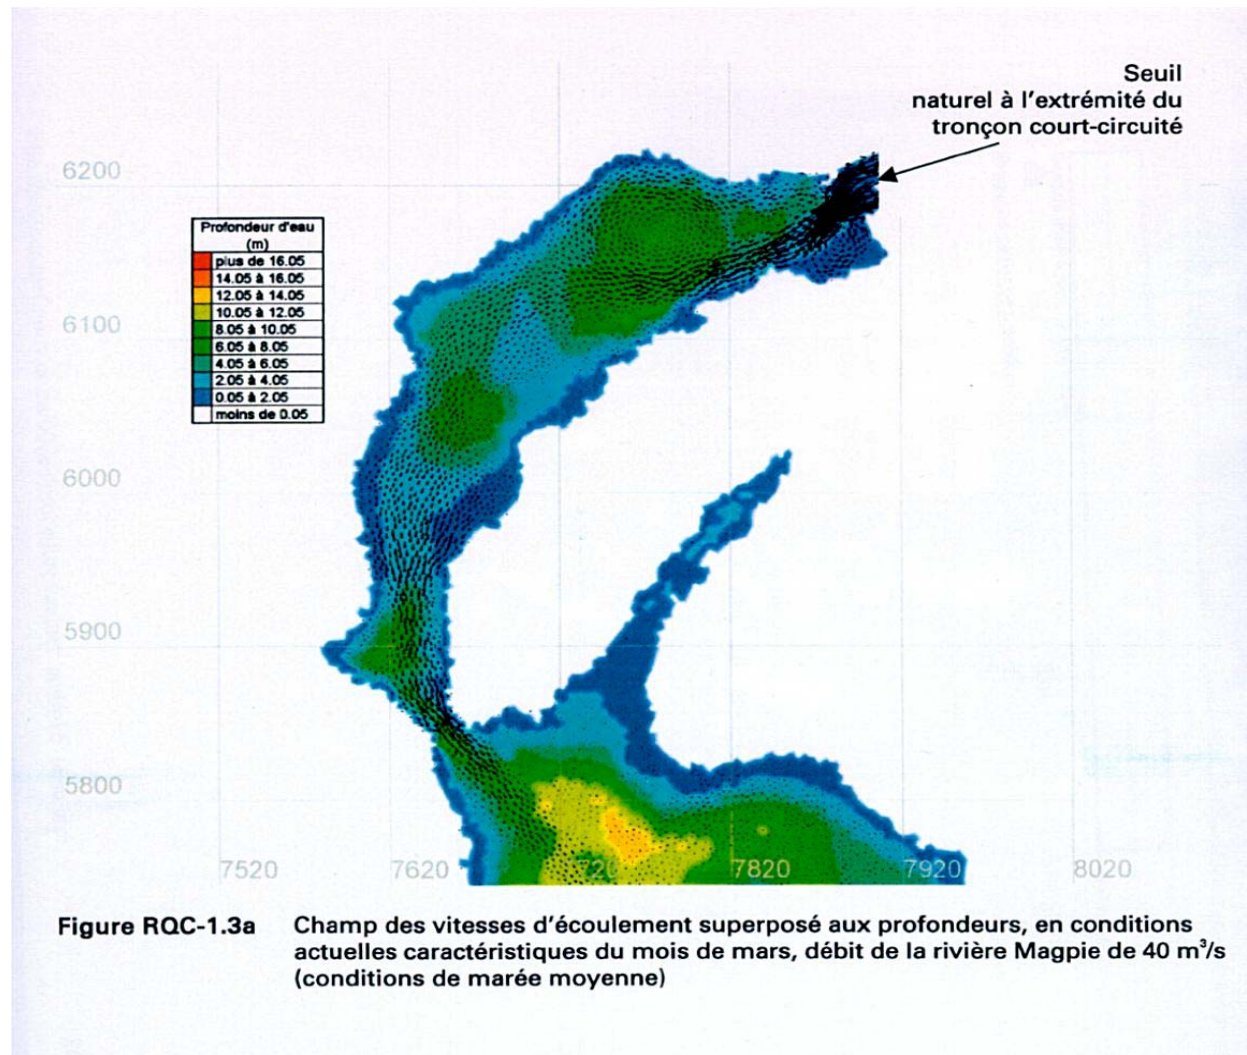 Seuil
naturel à l'extrémité du
tronçon court-circuité
6200
6100
6000
5900
5800
Profondeur d'eau
(m)
plus de 16.05
14.05 à 16.05
12.05 à 14.05
10.05 à 12.05
8.05 à 10.05
6.05 à 8.05
4.05 à 6.05
2.05 à 4.05
0.05 à 2.05
moins de 0.05
7520 7620 7720 7820 7920 8020
Figure RQC-1.3a Champ des vitesses d'écoulement superposé aux profondeurs, en conditions
actuelles caractéristiques du mois de mars, débit de la rivière Magpie de 40 m³/s
(conditions de marée moyenne)